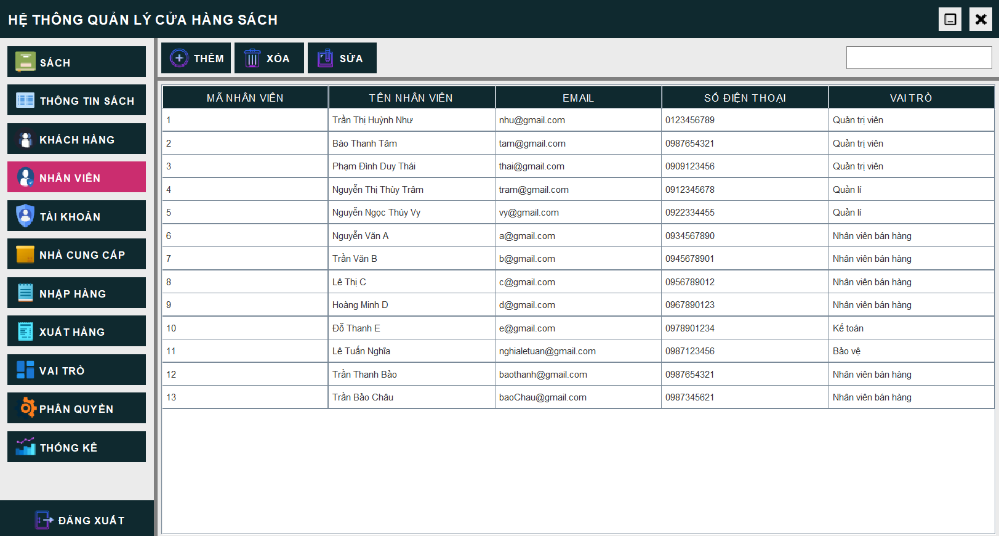 HỆ THỐNG QUẢN LÝ CỬA HÀNG SÁCH
SÁCH
THÔNG TIN SÁCH
KHÁCH HÀNG
NHÂN VIÊN
TÀI KHOẢN
NHÀ CUNG CẤP
NHẬP HÀNG
XUẤT HÀNG
VAI TRÒ
PHÂN QUYỀN
THỐNG KÊ
ĐĂNG XUẤT
THÊM XÓA SỬA
MÃ NHÂN VIÊN TÊN NHÂN VIÊN EMAIL SỐ ĐIỆN THOẠI VAI TRÒ
1 Trần Thị Huỳnh Như nhu@gmail.com 0123456789 Quản trị viên
2 Bào Thanh Tâm tam@gmail.com 0987654321 Quản trị viên
3 Phạm Đình Duy Thái thai@gmail.com 0909123456 Quản trị viên
4 Nguyễn Thị Thùy Trâm tram@gmail.com 0912345678 Quản lí
5 Nguyễn Ngọc Thúy Vy vy@gmail.com 0922334455 Quản lí
6 Nguyễn Văn A a@gmail.com 0934567890 Nhân viên bán hàng
7 Trần Văn B b@gmail.com 0945678901 Nhân viên bán hàng
8 Lê Thị C c@gmail.com 0956789012 Nhân viên bán hàng
9 Hoàng Minh D d@gmail.com 0967890123 Nhân viên bán hàng
10 Đỗ Thanh E e@gmail.com 0978901234 Kế toán
11 Lê Tuấn Nghĩa nghialetuan@gmail.com 0987123456 Bảo vệ
12 Trần Thanh Bảo baothanh@gmail.com 0987654321 Nhân viên bán hàng
13 Trần Bảo Châu baoChau@gmail.com 0987345621 Nhân viên bán hàng